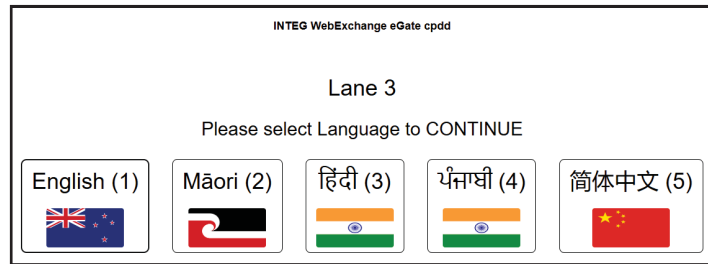 INTEG WebExchange eGate cpdd
Lane 3
Please select Language to CONTINUE
English (1)
Māori (2)
हिंदी (3)
ਪੰਜਾਬੀ (4)
简体中文 (5)